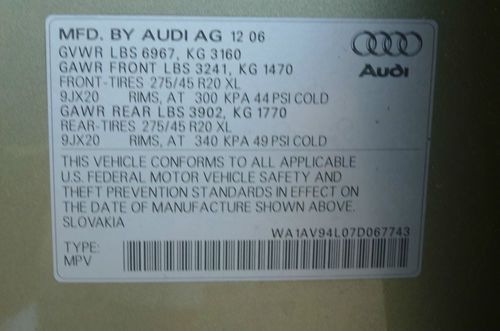 MFD. BY AUDI AG 12 06
GVWR LBS 6967, KG 3160
GAWR FRONT LBS 3241, KG 1470
FRONT-TIRES 275/45 R20 XL
9JX20 RIMS, AT 300 KPA 44 PSI COLD
GAWR REAR LBS 3902, KG 1770
REAR-TIRES 275/45 R20 XL
9JX20 RIMS, AT 340 KPA 49 PSI COLD
THIS VEHICLE CONFORMS TO ALL APPLICABLE
U.S. FEDERAL MOTOR VEHICLE SAFETY AND
THEFT PREVENTION STANDARDS IN EFFECT ON
THE DATE OF MANUFACTURE SHOWN ABOVE.
SLOVAKIA
WA1AV94L07D067743
TYPE:
MPV
Audi